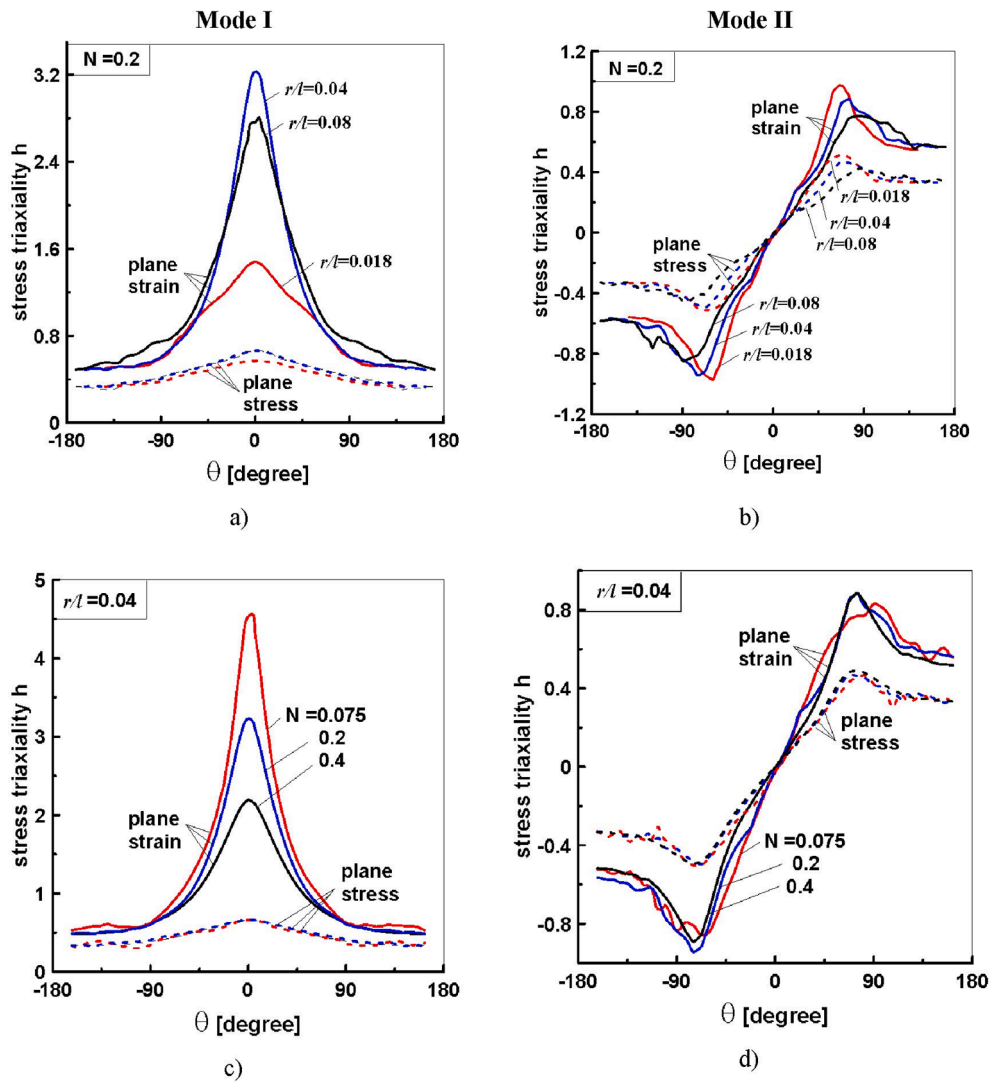 Mode I
Mode II
N =0.2
3.2
2.4
1.6
0.8
0
stress triaxiality h
r/l=0.04
r/l=0.08
r/l=0.018
plane
strain
plane
stress
-180
-90
0
90
180
θ [degree]
a)
N =0.2
1.2
0.8
0.4
0
-0.4
-0.8
-1.2
stress triaxiality h
plane
strain
r/l=0.018
r/l=0.04
r/l=0.08
plane
stress
r/l=0.08
r/l=0.04
r/l=0.018
-180
-90
0
90
180
θ [degree]
b)
r/l =0.04
5
4
3
2
1
0
stress triaxiality h
N=0.075
0.2
0.4
plane
strain
plane
stress
-180
-90
0
90
180
θ [degree]
c)
r/l =0.04
0.8
0.4
0
-0.4
-0.8
stress triaxiality h
plane
strain
plane
stress
N=0.075
0.2
0.4
-180
-90
0
90
180
θ [degree]
d)